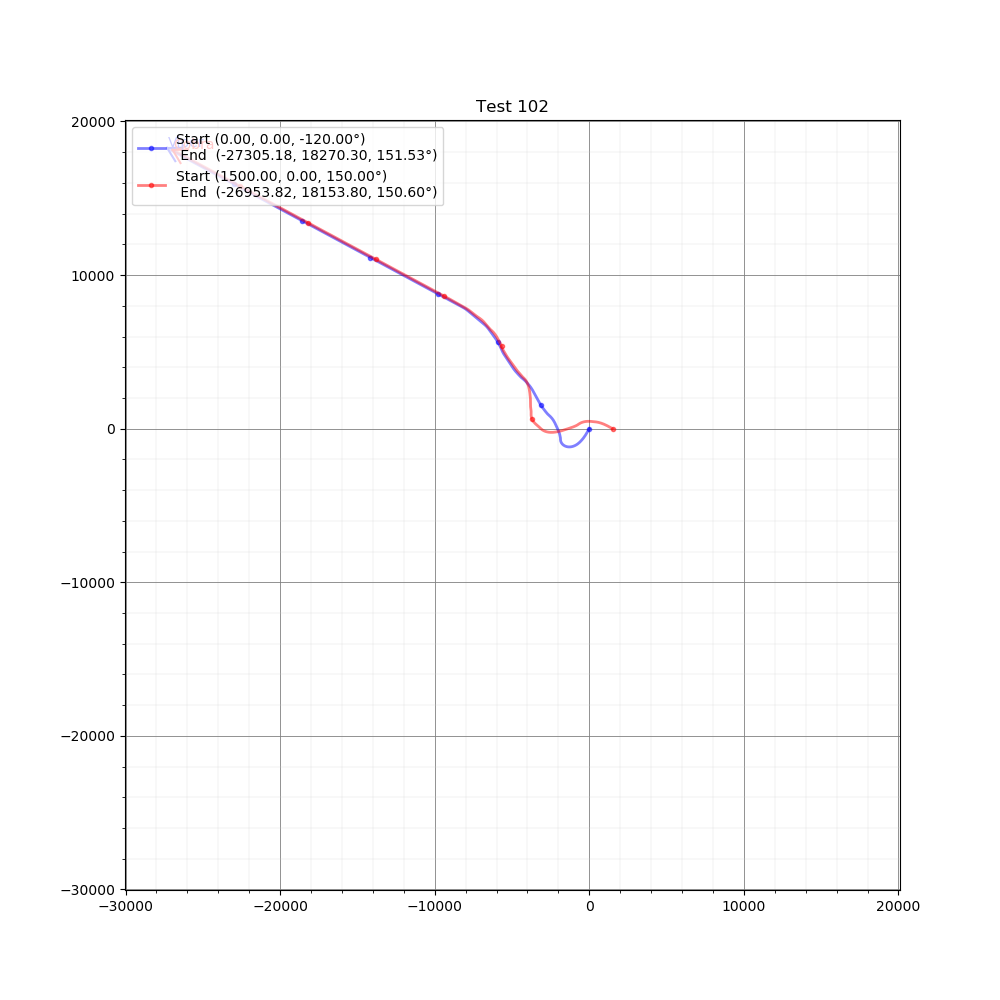 Test 102
20000
10000
0
−10000
−20000
−30000
−30000 −20000 −10000 0 10000 20000
Start (0.00, 0.00, -120.00°)
End (-27305.18, 18270.30, 151.53°)
Start (1500.00, 0.00, 150.00°)
End (-26953.82, 18153.80, 150.60°)